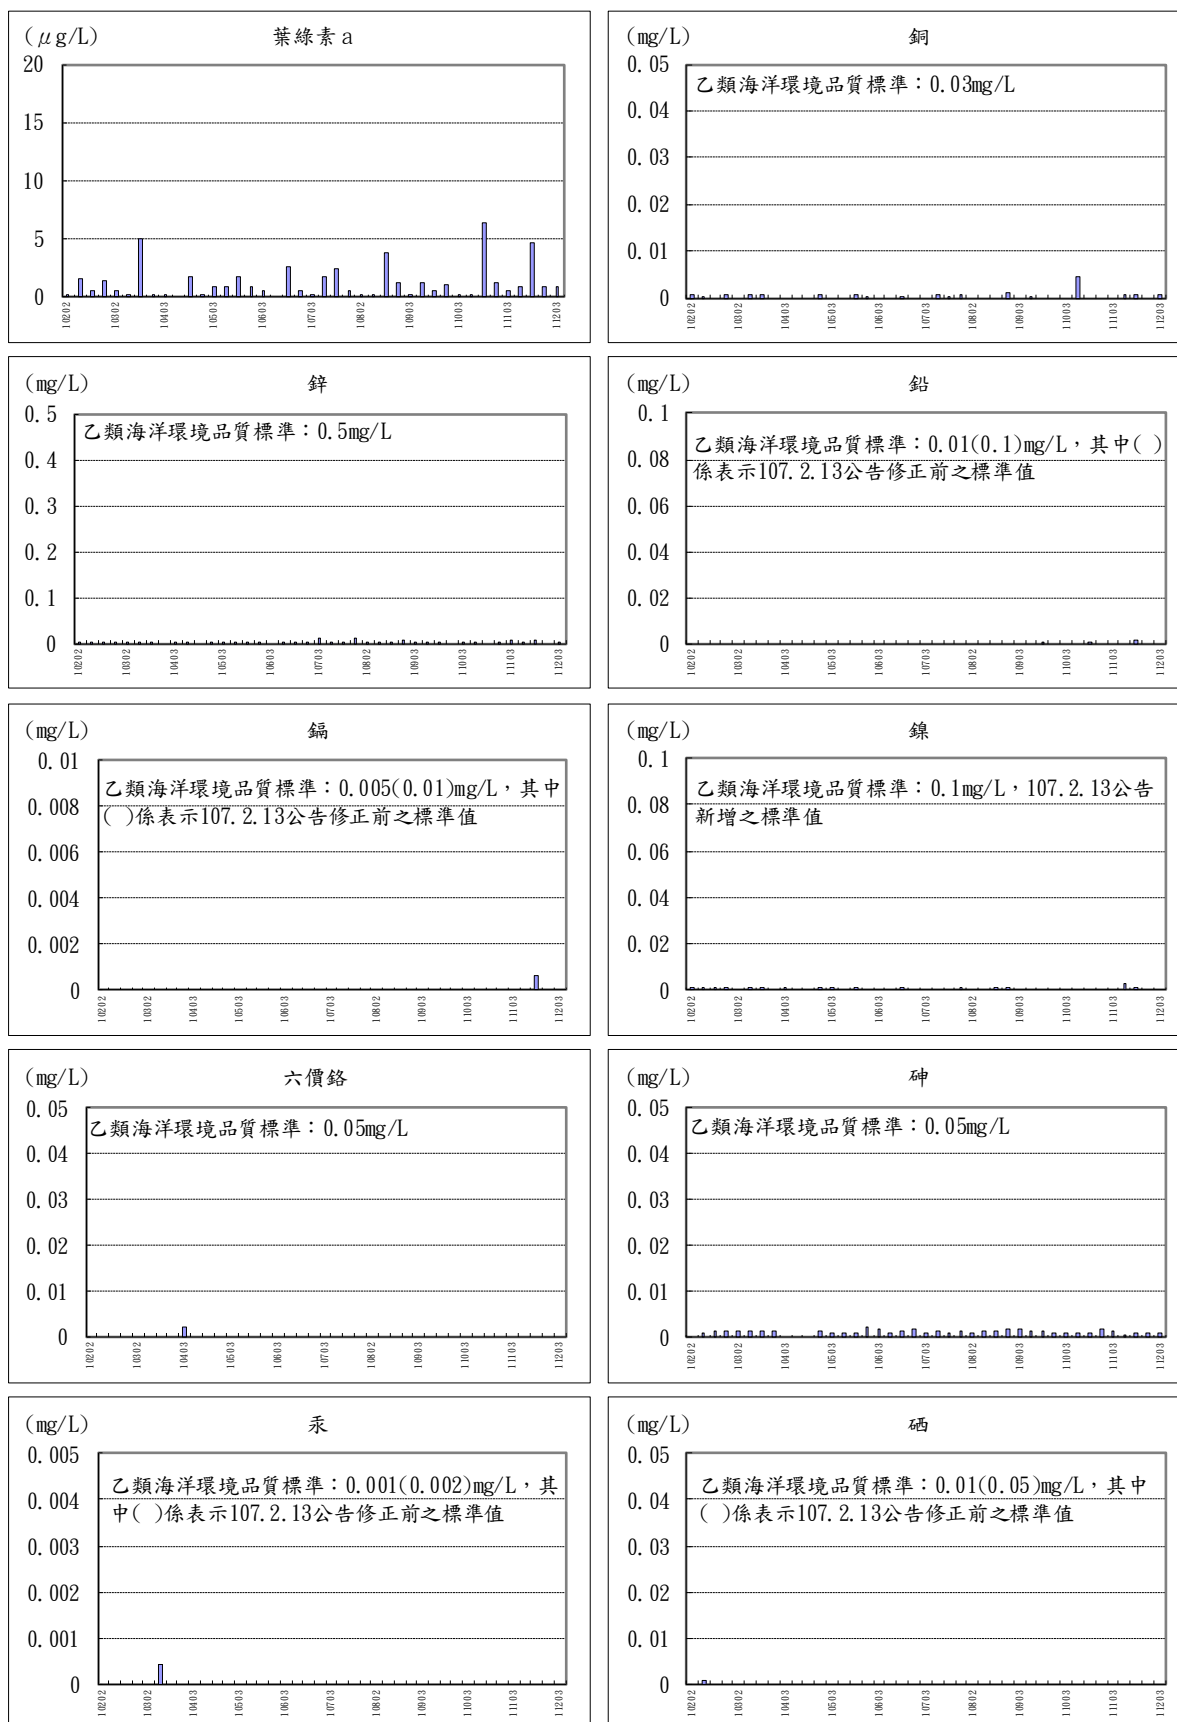 (μg/L) 葉綠素a
20
15
10
5
0
10202 10302 10403 10503 10603 10703 10802 10903 11003 11103 11203
(mg/L) 銅
0.05
乙類海洋環境品質標準：0.03mg/L
0.04
0.03
0.02
0.01
0
10202 10302 10403 10503 10603 10703 10802 10903 11003 11103 11203
(mg/L) 鋅
0.5
乙類海洋環境品質標準：0.5mg/L
0.4
0.3
0.2
0.1
0
10202 10302 10403 10503 10603 10703 10802 10903 11003 11103 11203
(mg/L) 鉛
0.1
乙類海洋環境品質標準：0.01(0.1)mg/L，其中( )
0.08
係表示107.2.13公告修正前之標準值
0.06
0.04
0.02
0
10202 10302 10403 10503 10603 10703 10802 10903 11003 11103 11203
(mg/L) 鎘
0.01
乙類海洋環境品質標準：0.005(0.01)mg/L，其中
0.008
( )係表示107.2.13公告修正前之標準值
0.006
0.004
0.002
0
10202 10302 10403 10503 10603 10703 10802 10903 11003 11103 11203
(mg/L) 鎳
0.1
乙類海洋環境品質標準：0.1mg/L，107.2.13公告
0.08
新增之標準值
0.06
0.04
0.02
0
10202 10302 10403 10503 10603 10703 10802 10903 11003 11103 11203
(mg/L) 六價鉻
0.05
乙類海洋環境品質標準：0.05mg/L
0.04
0.03
0.02
0.01
0
10202 10302 10403 10503 10603 10703 10802 10903 11003 11103 11203
(mg/L) 砷
0.05
乙類海洋環境品質標準：0.05mg/L
0.04
0.03
0.02
0.01
0
10202 10302 10403 10503 10603 10703 10802 10903 11003 11103 11203
(mg/L) 汞
0.005
乙類海洋環境品質標準：0.001(0.002)mg/L，其
0.004
中( )係表示107.2.13公告修正前之標準值
0.003
0.002
0.001
0
10202 10302 10403 10503 10603 10703 10802 10903 11003 11103 11203
(mg/L) 硒
0.05
乙類海洋環境品質標準：0.01(0.05)mg/L，其中
0.04
( )係表示107.2.13公告修正前之標準值
0.03
0.02
0.01
0
10202 10302 10403 10503 10603 10703 10802 10903 11003 11103 11203